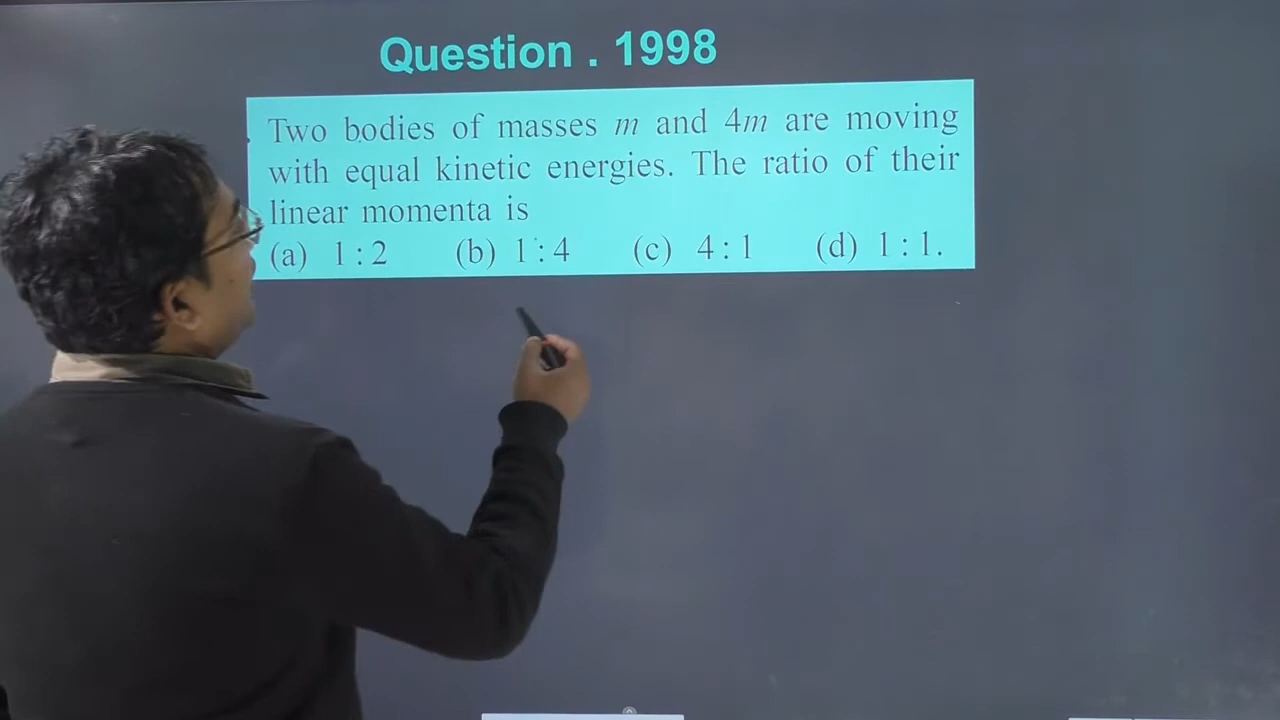 Question . 1998
Two bodies of masses m and 4m are moving
with equal kinetic energies. The ratio of their
linear momenta is
(a) 1 : 2 (b) 1 : 4 (c) 4 : 1 (d) 1 : 1.